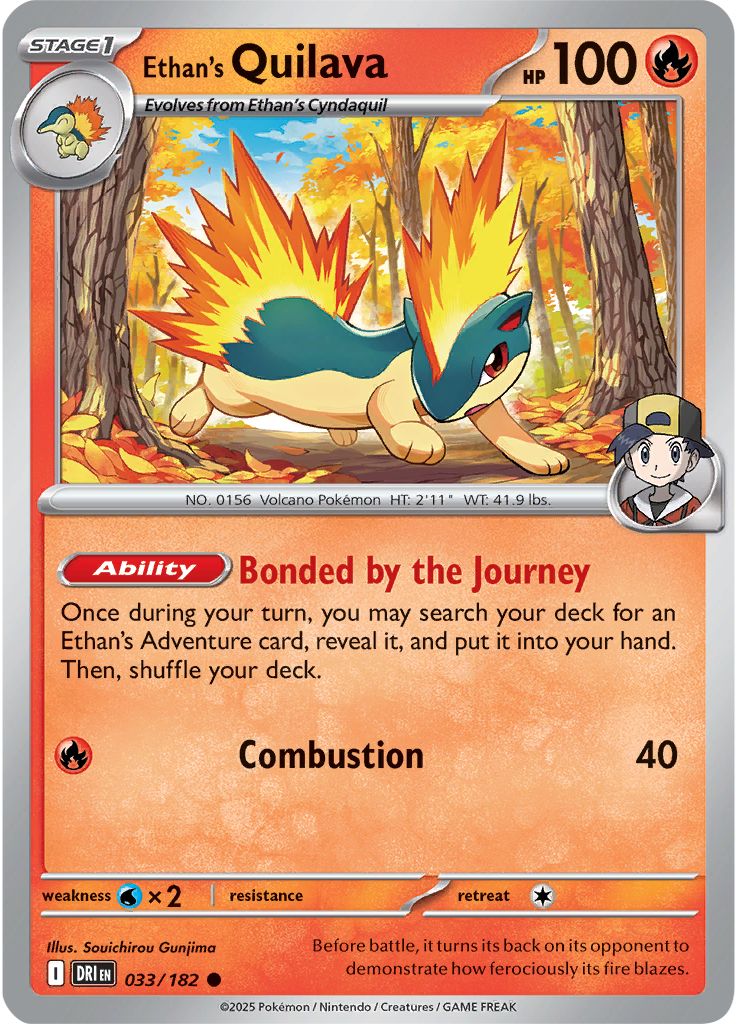 STAGE1
Ethan's Quilava
HP 100
Evolves from Ethan's Cyndaquil
NO. 0156 Volcano Pokémon HT: 2'11" WT: 41.9 lbs.
Ability Bonded by the Journey
Once during your turn, you may search your deck for an
Ethan's Adventure card, reveal it, and put it into your hand.
Then, shuffle your deck.
Combustion 40
weakness ×2 resistance retreat
Illus. Souichirou Gunjima
Before battle, it turns its back on its opponent to
demonstrate how ferociously its fire blazes.
I DRI EN 033/182
©2025 Pokémon / Nintendo / Creatures / GAME FREAK